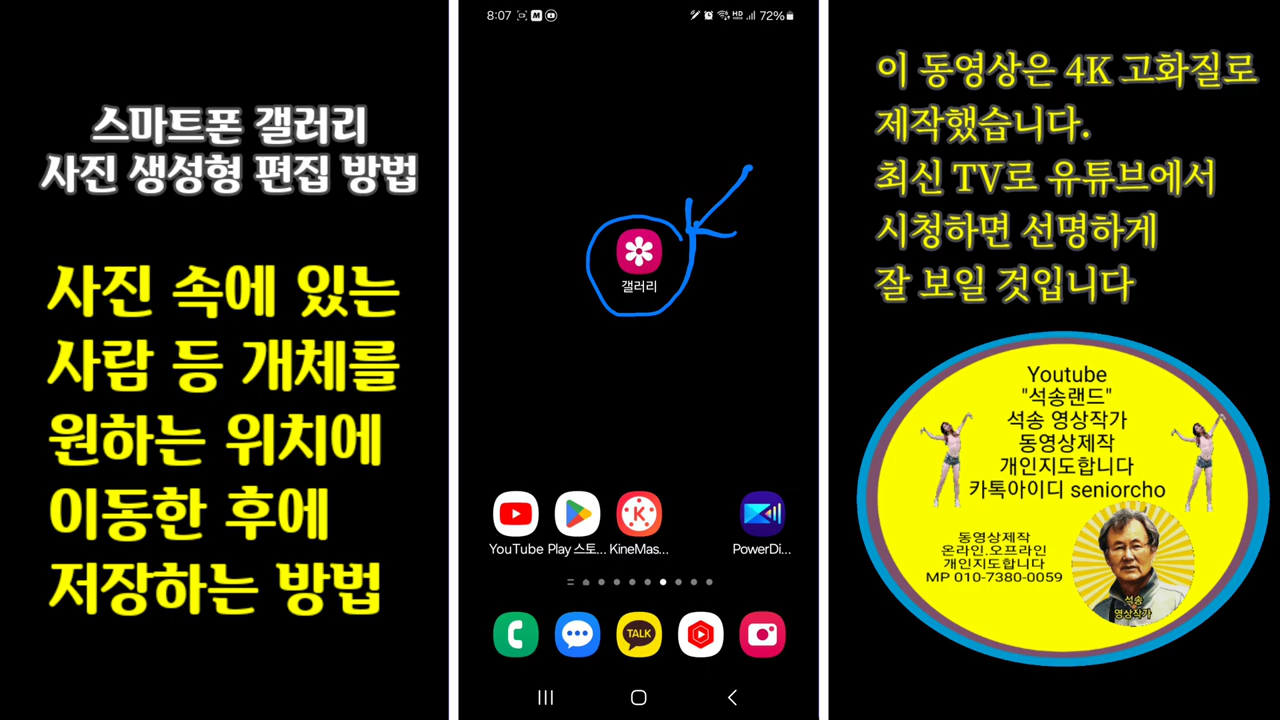 스마트폰 갤러리
사진 생성형 편집 방법
사진 속에 있는
사람 등 개체를
원하는 위치에
이동한 후에
저장하는 방법
8:07
M
HD
72%
갤러리
YouTube
Play 스토...
KineMas...
PowerDi...
K
TALK
이 동영상은 4K 고화질로
제작했습니다.
최신 TV로 유튜브에서
시청하면 선명하게
잘 보일 것입니다
Youtube
"석송랜드"
석송 영상작가
동영상제작
개인지도합니다
카톡아이디 seniorcho
동영상제작
온라인.오프라인
개인지도합니다
MP 010-7380-0059
석송
영상작가